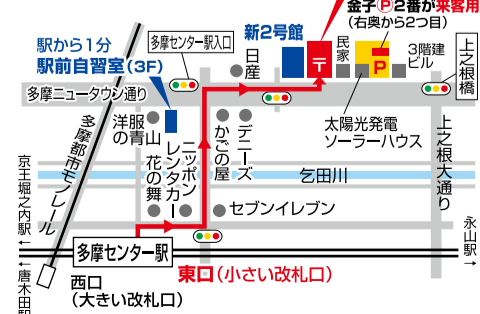 金子Ⓟ2番が来客用
(右奥から2つ目)
新2号館
駅から1分
駅前自習室(3F)
多摩センター駅入口
日産
民家
P
3階建
ビル
上之根橋
〒
多摩ニュータウン通り
太陽光発電
ソーラーハウス
洋服の青山
花の舞
ニッポンレンタカー
かごの屋
デニーズ
多摩都市モノレール
上之根大通り
乞田川
セブンイレブン
京王堀之内駅←
←唐木田駅
多摩センター駅
永山駅→
西口
(大きい改札口)
東口(小さい改札口)